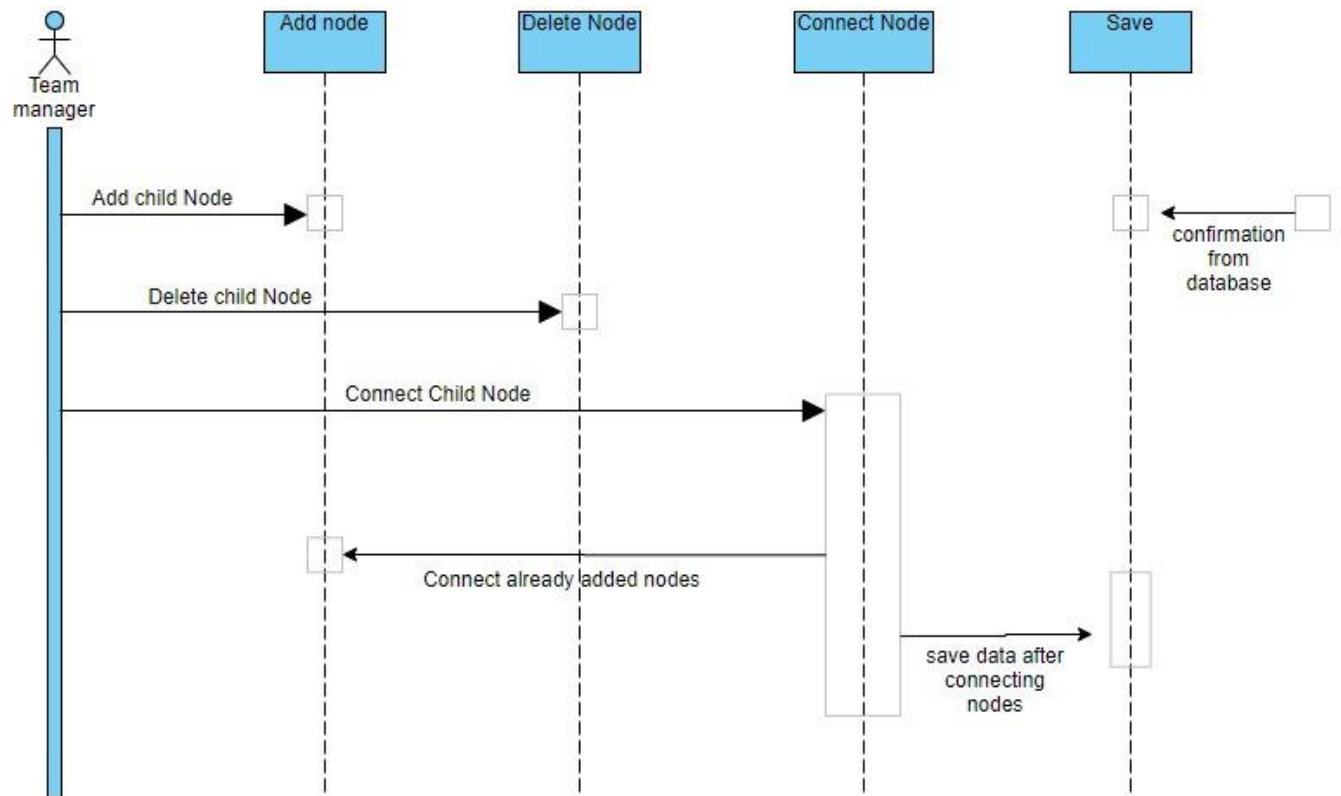 Add node
Delete Node
Connect Node
Save
Team
manager
Add child Node
confirmation
from
database
Delete child Node
Connect Child Node
Connect already added nodes
save data after
connecting
nodes